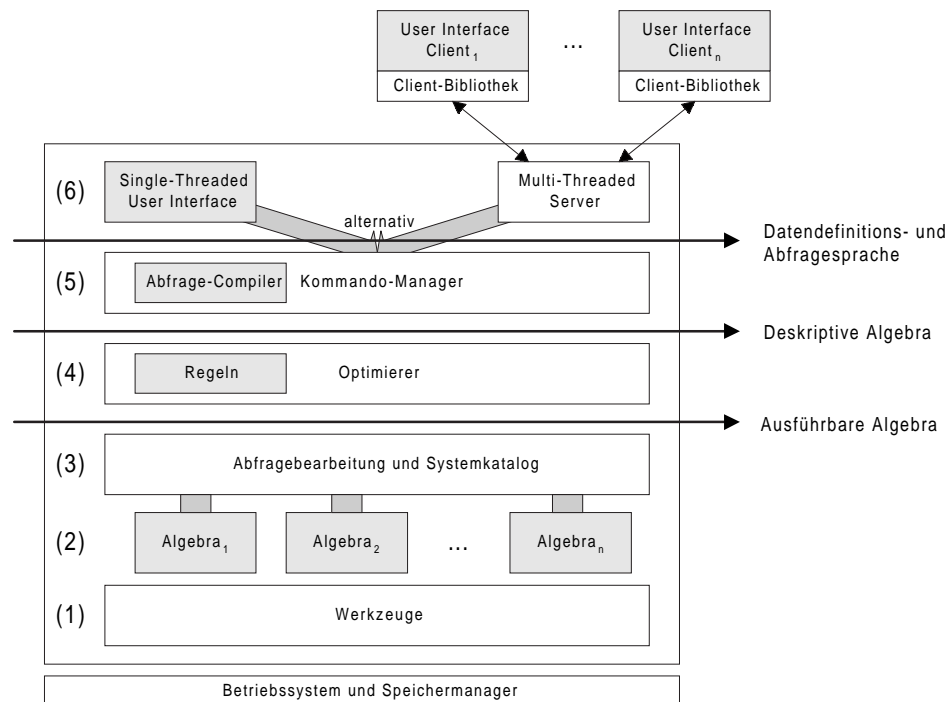 User Interface
Client 1
...
User Interface
Client n
Client-Bibliothek
Client-Bibliothek
(6)
Single-Threaded
User Interface
Multi-Threaded
Server
alternativ
Datendefinitions- und
Abfragesprache
(5)
Abfrage-Compiler
Kommando-Manager
Deskriptive Algebra
(4)
Regeln
Optimierer
Ausführbare Algebra
(3)
Abfragebearbeitung und Systemkatalog
(2)
Algebra 1
Algebra 2
...
Algebra n
(1)
Werkzeuge
Betriebssystem und Speichermanager